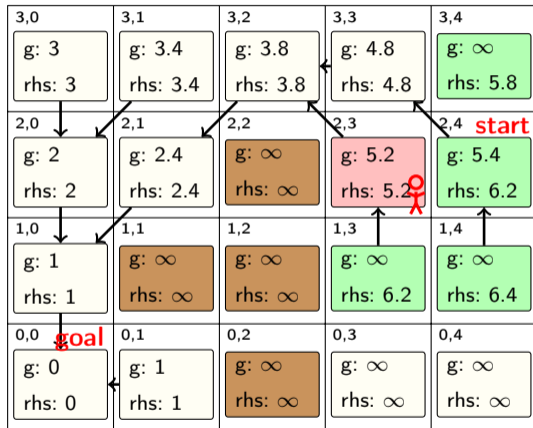 3,0 3,1 3,2 3,3 3,4
g: 3 g: 3.4 g: 3.8 g: 4.8 g: ∞
rhs: 3 rhs: 3.4 rhs: 3.8 rhs: 4.8 rhs: 5.8
2,0 2,1 2,2 2,3 2,4 start
g: 2 g: 2.4 g: ∞ g: 5.2 g: 5.4
rhs: 2 rhs: 2.4 rhs: ∞ rhs: 5.2 rhs: 6.2
1,0 1,1 1,2 1,3 1,4
g: 1 g: ∞ g: ∞ g: ∞ g: ∞
rhs: 1 rhs: ∞ rhs: ∞ rhs: 6.2 rhs: 6.4
0,0 goal 0,1 0,2 0,3 0,4
g: 0 g: 1 g: ∞ g: ∞ g: ∞
rhs: 0 rhs: 1 rhs: ∞ rhs: ∞ rhs: ∞